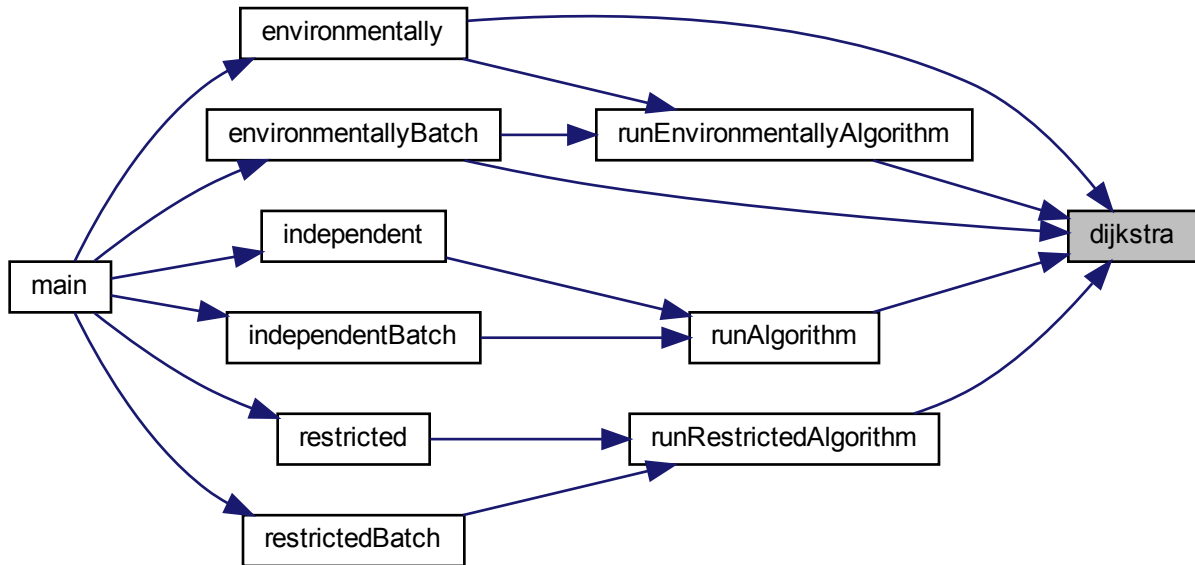 environmentally
environmentallyBatch
runEnvironmentallyAlgorithm
independent
dijkstra
main
independentBatch
runAlgorithm
restricted
runRestrictedAlgorithm
restrictedBatch